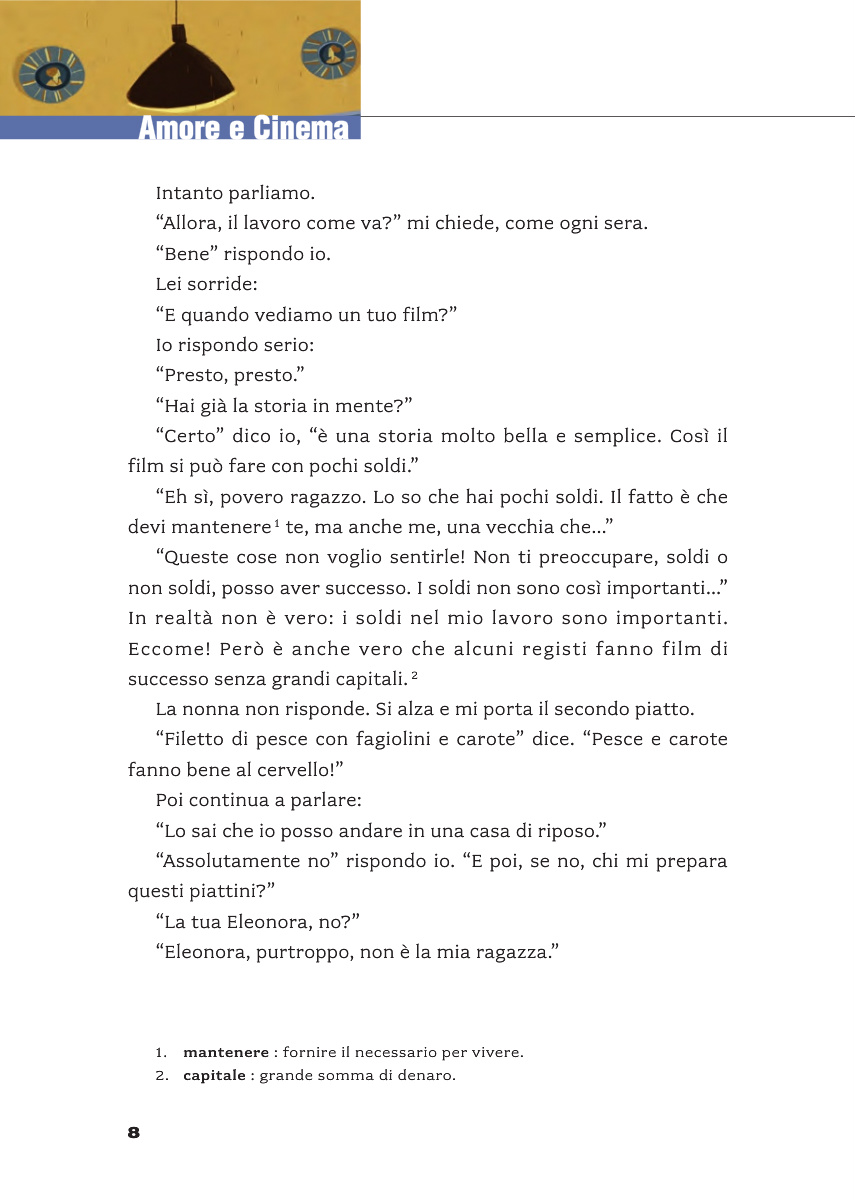 Amore e Cinema
Intanto parliamo.
“Allora, il lavoro come va?” mi chiede, come ogni sera.
“Bene” rispondo io.
Lei sorride:
“E quando vediamo un tuo film?”
Io rispondo serio:
“Presto, presto.”
“Hai già la storia in mente?”
“Certo” dico io, “è una storia molto bella e semplice. Così il
film si può fare con pochi soldi.”
“Eh sì, povero ragazzo. Lo so che hai pochi soldi. Il fatto è che
devi mantenere¹ te, ma anche me, una vecchia che...”
“Queste cose non voglio sentirle! Non ti preoccupare, soldi o
non soldi, posso aver successo. I soldi non sono così importanti...”
In realtà non è vero: i soldi nel mio lavoro sono importanti.
Eccome! Però è anche vero che alcuni registi fanno film di
successo senza grandi capitali.²
La nonna non risponde. Si alza e mi porta il secondo piatto.
“Filetto di pesce con fagiolini e carote” dice. “Pesce e carote
fanno bene al cervello!”
Poi continua a parlare:
“Lo sai che io posso andare in una casa di riposo.”
“Assolutamente no” rispondo io. “E poi, se no, chi mi prepara
questi piattini?”
“La tua Eleonora, no?”
“Eleonora, purtroppo, non è la mia ragazza.”
1. mantenere : fornire il necessario per vivere.
2. capitale : grande somma di denaro.
8